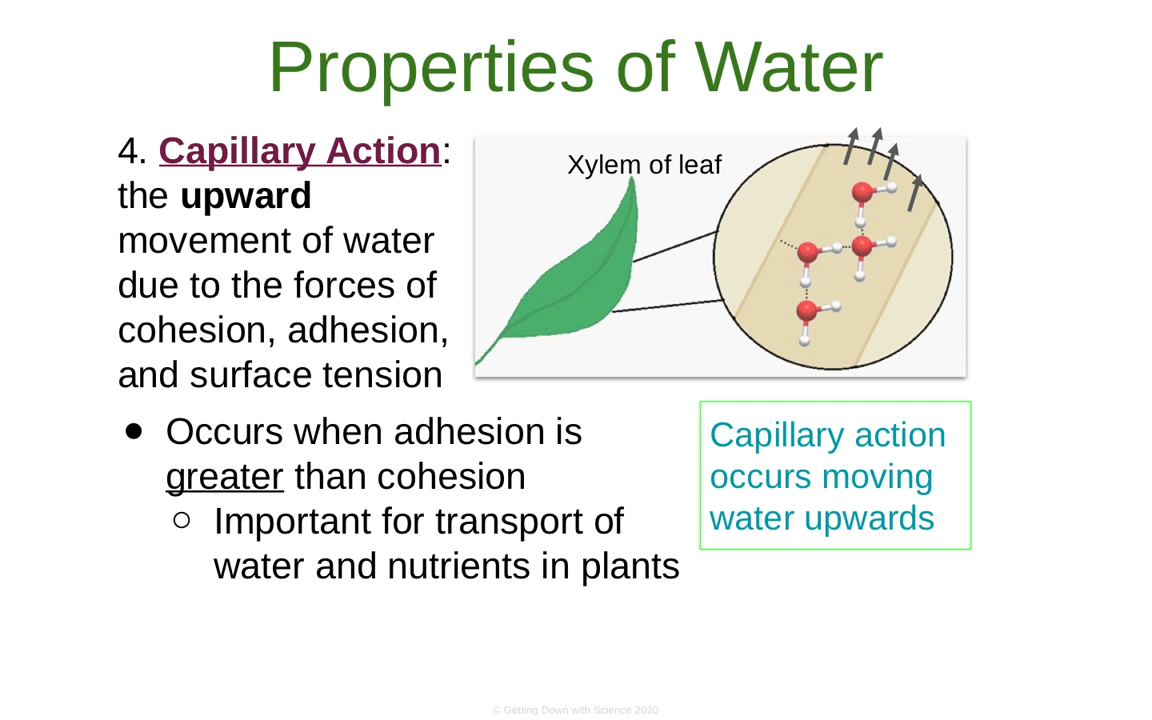 Properties of Water
4. Capillary Action:
the upward
movement of water
due to the forces of
cohesion, adhesion,
and surface tension
Xylem of leaf
● Occurs when adhesion is
greater than cohesion
○ Important for transport of
water and nutrients in plants
Capillary action
occurs moving
water upwards
© Getting Down with Science 2020